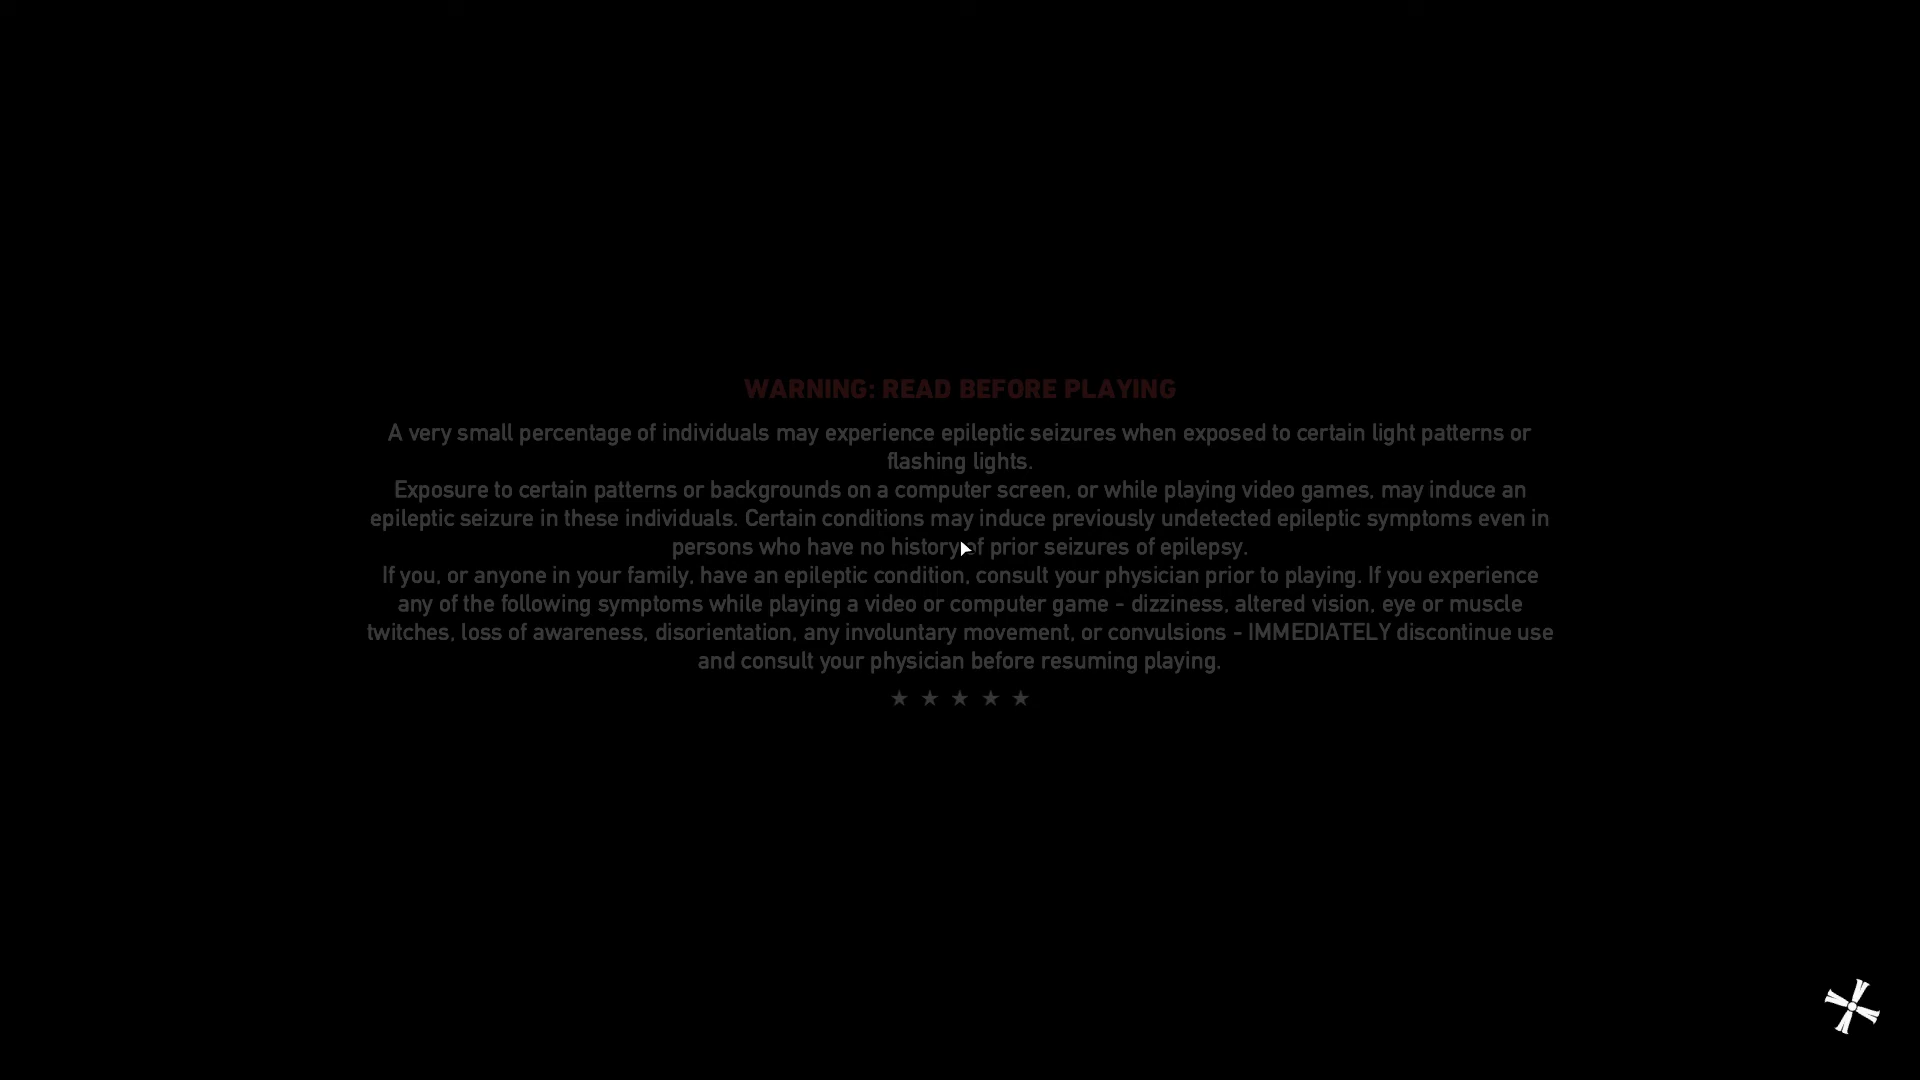 WARNING: READ BEFORE PLAYING
A very small percentage of individuals may experience epileptic seizures when exposed to certain light patterns or
flashing lights.
Exposure to certain patterns or backgrounds on a computer screen, or while playing video games, may induce an
epileptic seizure in these individuals. Certain conditions may induce previously undetected epileptic symptoms even in
persons who have no history of prior seizures of epilepsy.
If you, or anyone in your family, have an epileptic condition, consult your physician prior to playing. If you experience
any of the following symptoms while playing a video or computer game - dizziness, altered vision, eye or muscle
twitches, loss of awareness, disorientation, any involuntary movement, or convulsions - IMMEDIATELY discontinue use
and consult your physician before resuming playing.
★ ★ ★ ★ ★